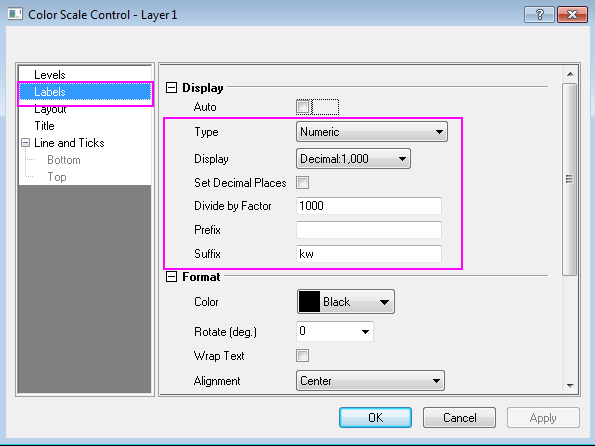 Color Scale Control - Layer1
Levels
Labels
Layout
Title
Line and Ticks
Bottom
Top
Display
Auto
Type Numeric
Display Decimal:1,000
Set Decimal Places
Divide by Factor 1000
Prefix
Suffix kw
Format
Color Black
Rotate (deg.) 0
Wrap Text
Alignment Center
OK Cancel Apply